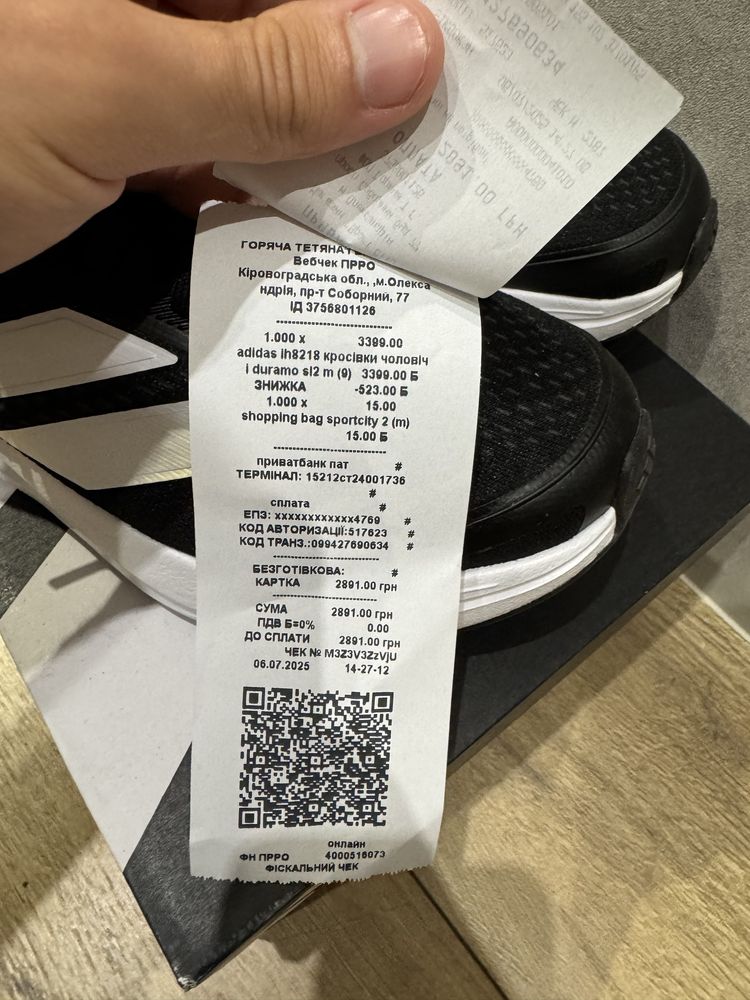 ГОРЯЧА ТЕТЯНА
Вебчек ПРРО
Кіровоградська обл., ,м.Олекса
ндрія, пр-т Соборний, 77
ІД 3756801126
------------------------------
1.000 x 3399.00
adidas ih8218 кросівки чоловіч
і duramo sl2 m (9) 3399.00 Б
ЗНИЖКА -523.00 Б
1.000 x 15.00
shopping bag sportcity 2 (m)
15.00 Б
------------------------------
приватбанк пат #
ТЕРМІНАЛ: 15212ст24001736
#
сплата #
ЕПЗ: xxxxxxxxxxxx4769 #
КОД АВТОРИЗАЦІЇ:517623 #
КОД ТРАНЗ.:099427690634 #
------------------------------
БЕЗГОТІВКОВА: #
КАРТКА 2891.00 грн
------------------------------
СУМА 2891.00 грн
ПДВ Б=0% 0.00
ДО СПЛАТИ 2891.00 грн
ЧЕК № M3Z3V3ZzVjU
06.07.2025 14-27-12
онлайн
ФН ПРРО 4000516073
ФІСКАЛЬНИЙ ЧЕК